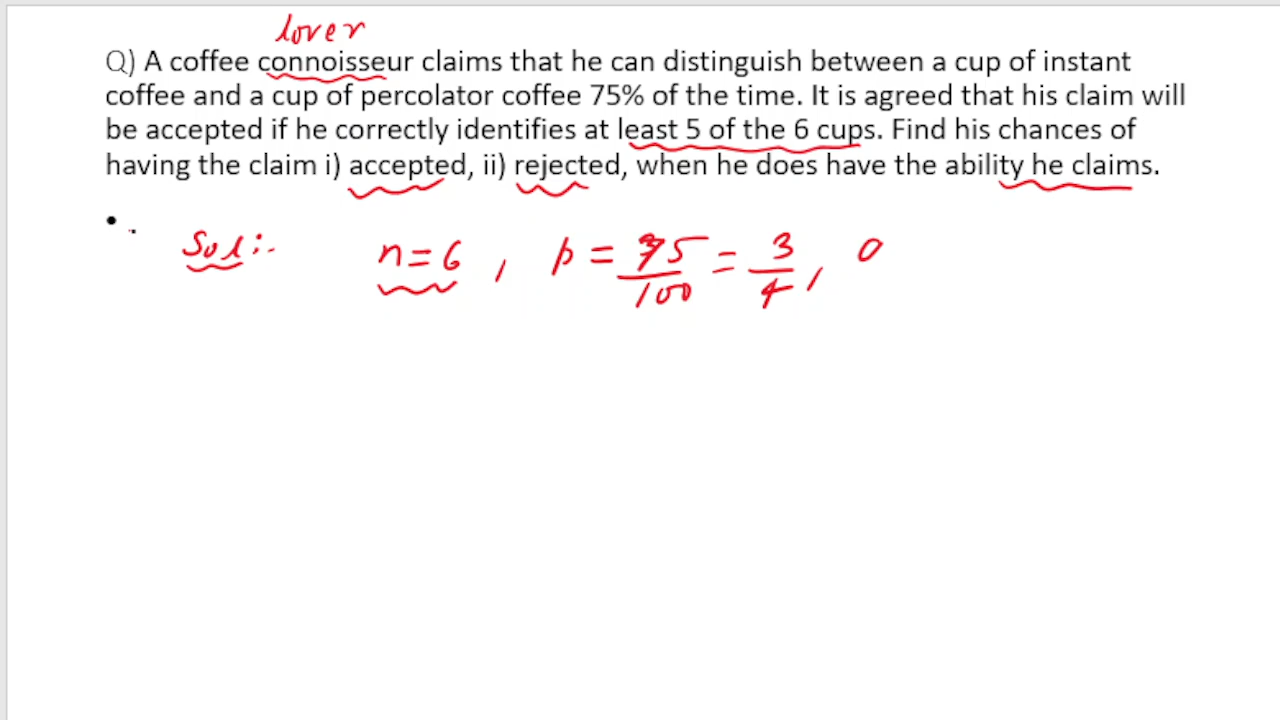 lover
Q) A coffee connoisseur claims that he can distinguish between a cup of instant
coffee and a cup of percolator coffee 75% of the time. It is agreed that his claim will
be accepted if he correctly identifies at least 5 of the 6 cups. Find his chances of
having the claim i) accepted, ii) rejected, when he does have the ability he claims.
• Sol:- n=6, p = 75/100 = 3/4,